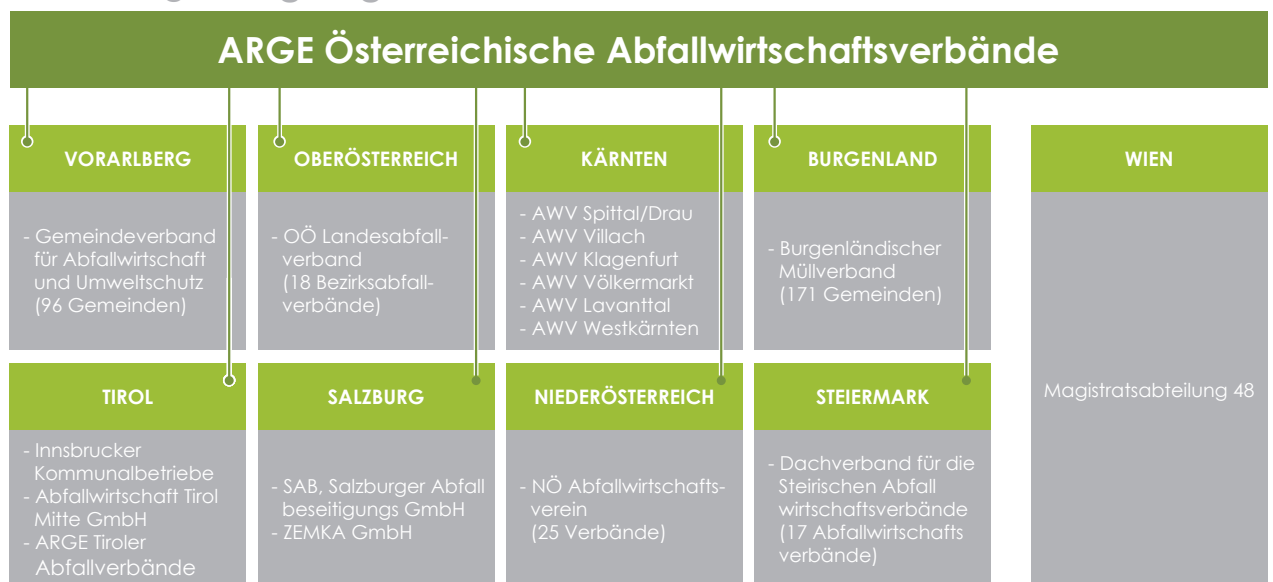 ARGE Österreichische Abfallwirtschaftsverbände
VORARLBERG
- Gemeindeverband
für Abfallwirtschaft
und Umweltschutz
(96 Gemeinden)
OBERÖSTERREICH
- OÖ Landesabfall-
verband
(18 Bezirksabfall-
verbände)
KÄRNTEN
- AWV Spittal/Drau
- AWV Villach
- AWV Klagenfurt
- AWV Völkermarkt
- AWV Lavanttal
- AWV Westkärnten
BURGENLAND
- Burgenländischer
Müllverband
(171 Gemeinden)
WIEN
Magistratsabteilung 48
TIROL
- Innsbrucker
Kommunalbetriebe
- Abfallwirtschaft Tirol
Mitte GmbH
- ARGE Tiroler
Abfallverbände
SALZBURG
- SAB, Salzburger Abfall
beseitigungs GmbH
- ZEMKA GmbH
NIEDERÖSTERREICH
- NÖ Abfallwirtschafts-
verein
(25 Verbände)
STEIERMARK
- Dachverband für die
Steirischen Abfall
wirtschaftsverbände
(17 Abfallwirtschafts
verbände)